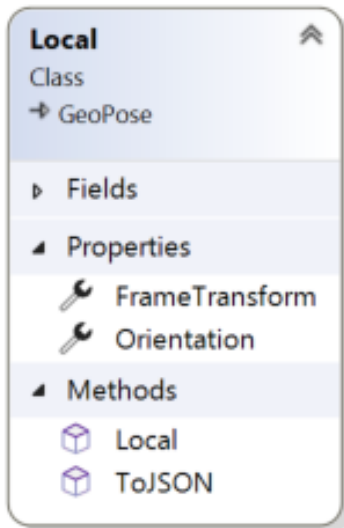 Local
Class
GeoPose
Fields
Properties
FrameTransform
Orientation
Methods
Local
ToJSON